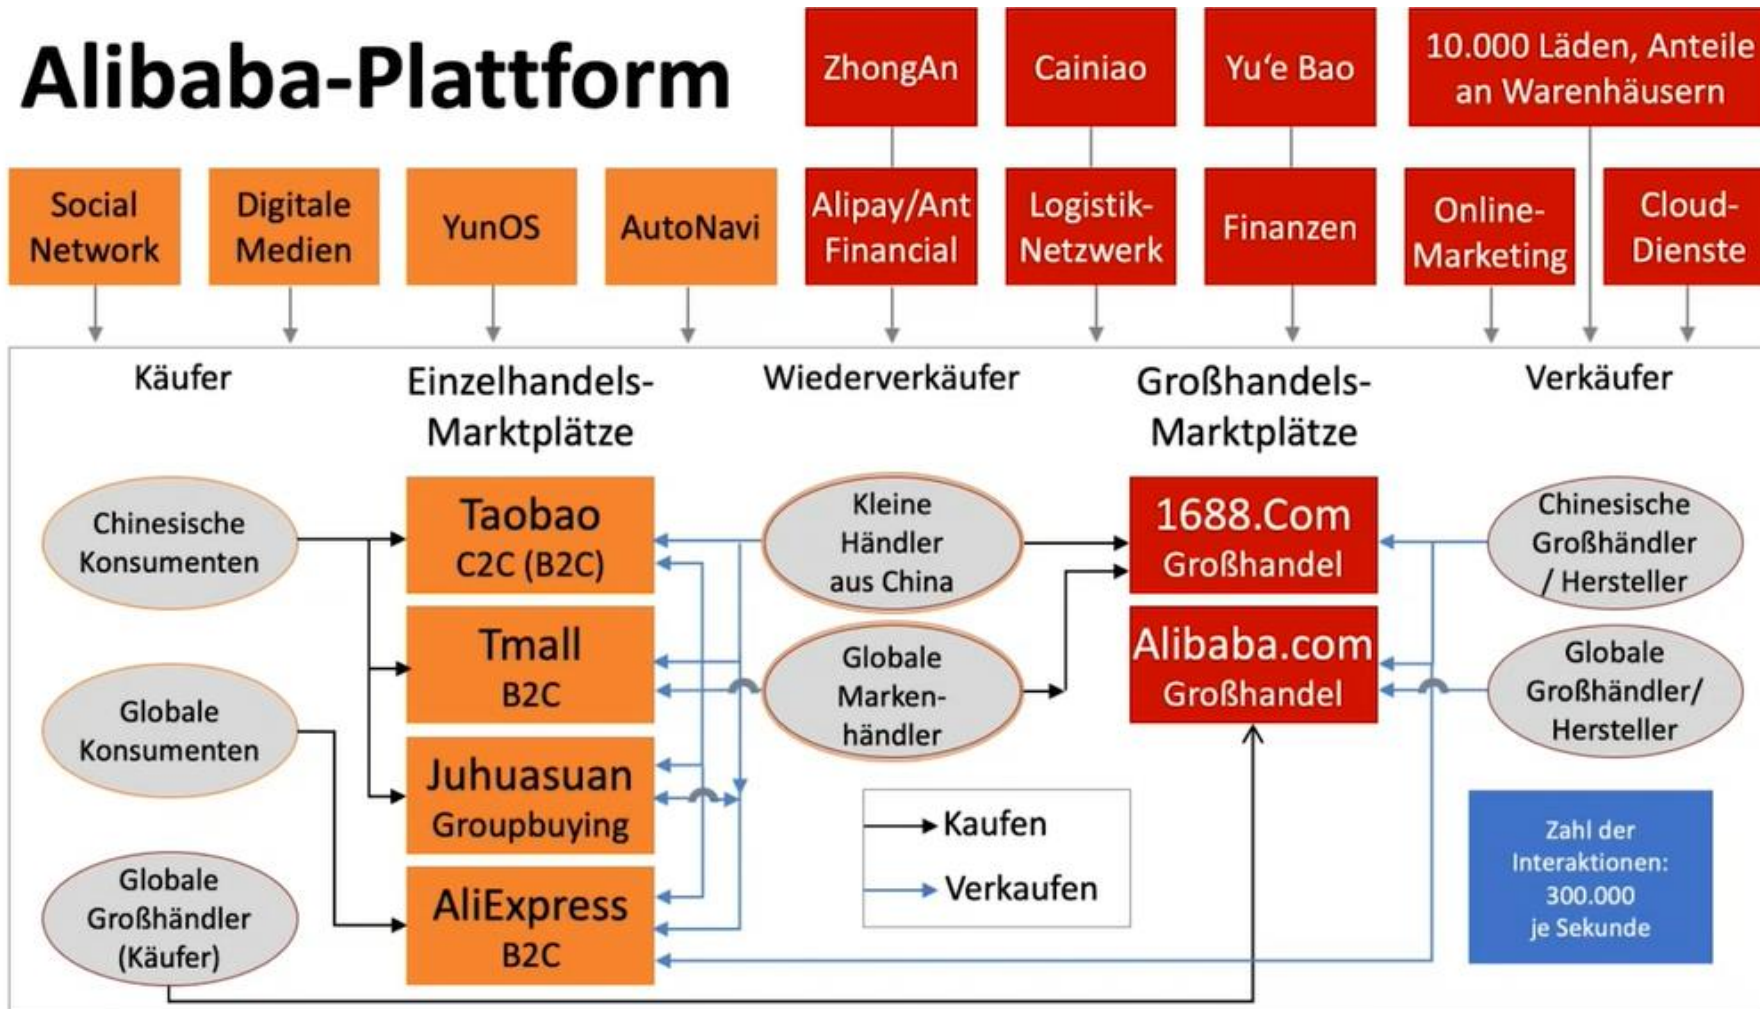 Alibaba-Plattform
ZhongAn
Cainiao
Yu‘e Bao
10.000 Läden, Anteile
an Warenhäusern
Social
Network
Digitale
Medien
YunOS
AutoNavi
Alipay/Ant
Financial
Logistik-
Netzwerk
Finanzen
Online-
Marketing
Cloud-
Dienste
Käufer
Einzelhandels-
Marktplätze
Wiederverkäufer
Großhandels-
Marktplätze
Verkäufer
Chinesische
Konsumenten
Taobao
C2C (B2C)
Kleine
Händler
aus China
1688.Com
Großhandel
Chinesische
Großhändler
/ Hersteller
Globale
Konsumenten
Tmall
B2C
Globale
Marken-
händler
Alibaba.com
Großhandel
Globale
Großhändler/
Hersteller
Juhuasuan
Groupbuying
Globale
Großhändler
(Käufer)
AliExpress
B2C
Kaufen
Verkaufen
Zahl der
Interaktionen:
300.000
je Sekunde